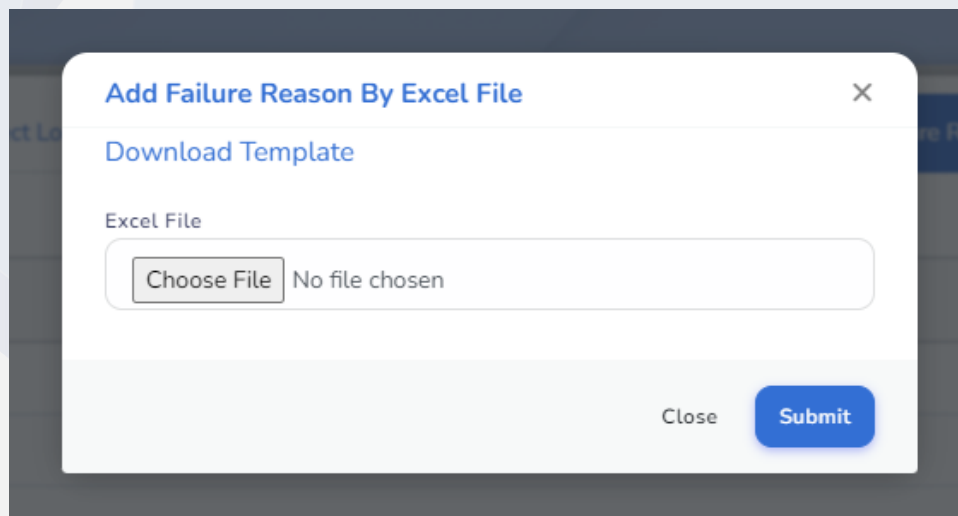 Add Failure Reason By Excel File
Download Template
Excel File
Choose File No file chosen
Close Submit